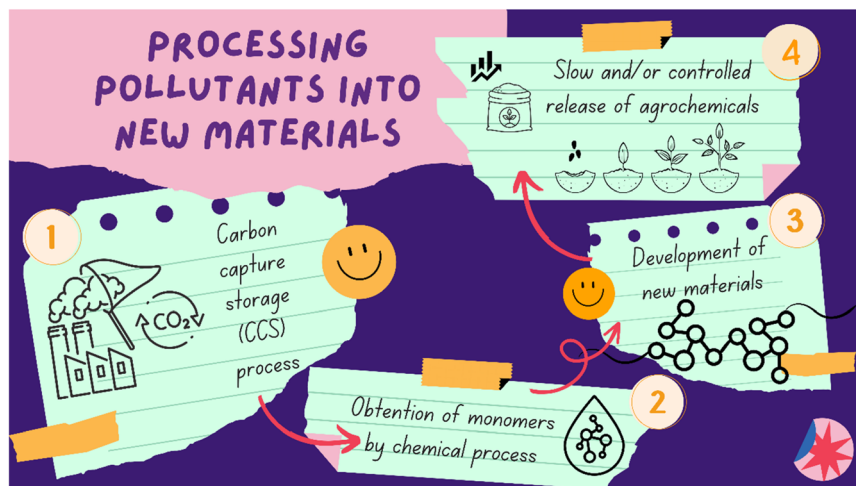 PROCESSING
POLLUTANTS INTO
NEW MATERIALS
1
Carbon
capture
storage
(CCS)
process
CO₂
2
Obtention of monomers
by chemical process
3
Development of
new materials
4
Slow and/or controlled
release of agrochemicals